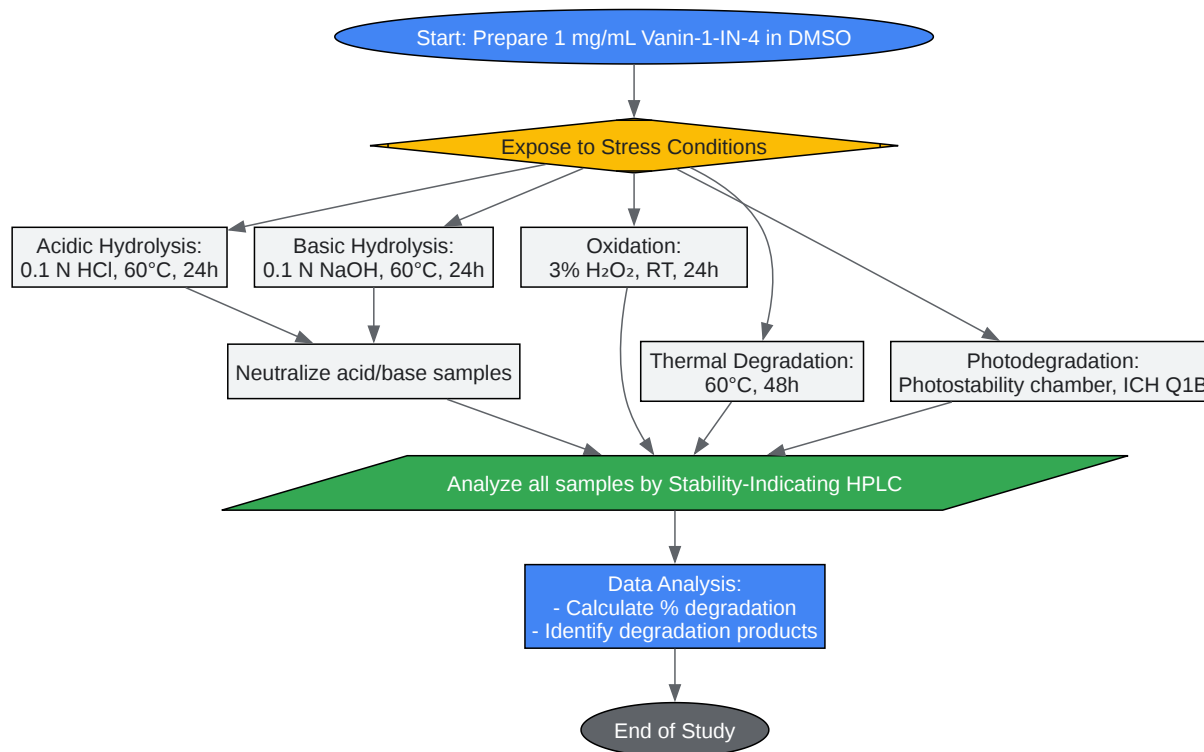 Start: Prepare 1 mg/mL Vanin-1-IN-4 in DMSO
Expose to Stress Conditions
Acidic Hydrolysis:
0.1 N HCl, 60°C, 24h
Basic Hydrolysis:
0.1 N NaOH, 60°C, 24h
Oxidation:
3% H₂O₂, RT, 24h
Neutralize acid/base samples
Thermal Degradation:
60°C, 48h
Photodegradation:
Photostability chamber, ICH Q1B
Analyze all samples by Stability-Indicating HPLC
Data Analysis:
- Calculate % degradation
- Identify degradation products
End of Study